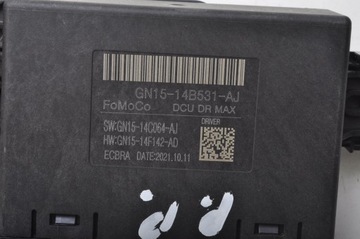 GN15-14B531-AJ
FoMoCo DCU DR MAX
SW:GN15-14C064-AJ DRIVER
HW:GN15-14F142-AD
ECBRA DATE:2021.10.11